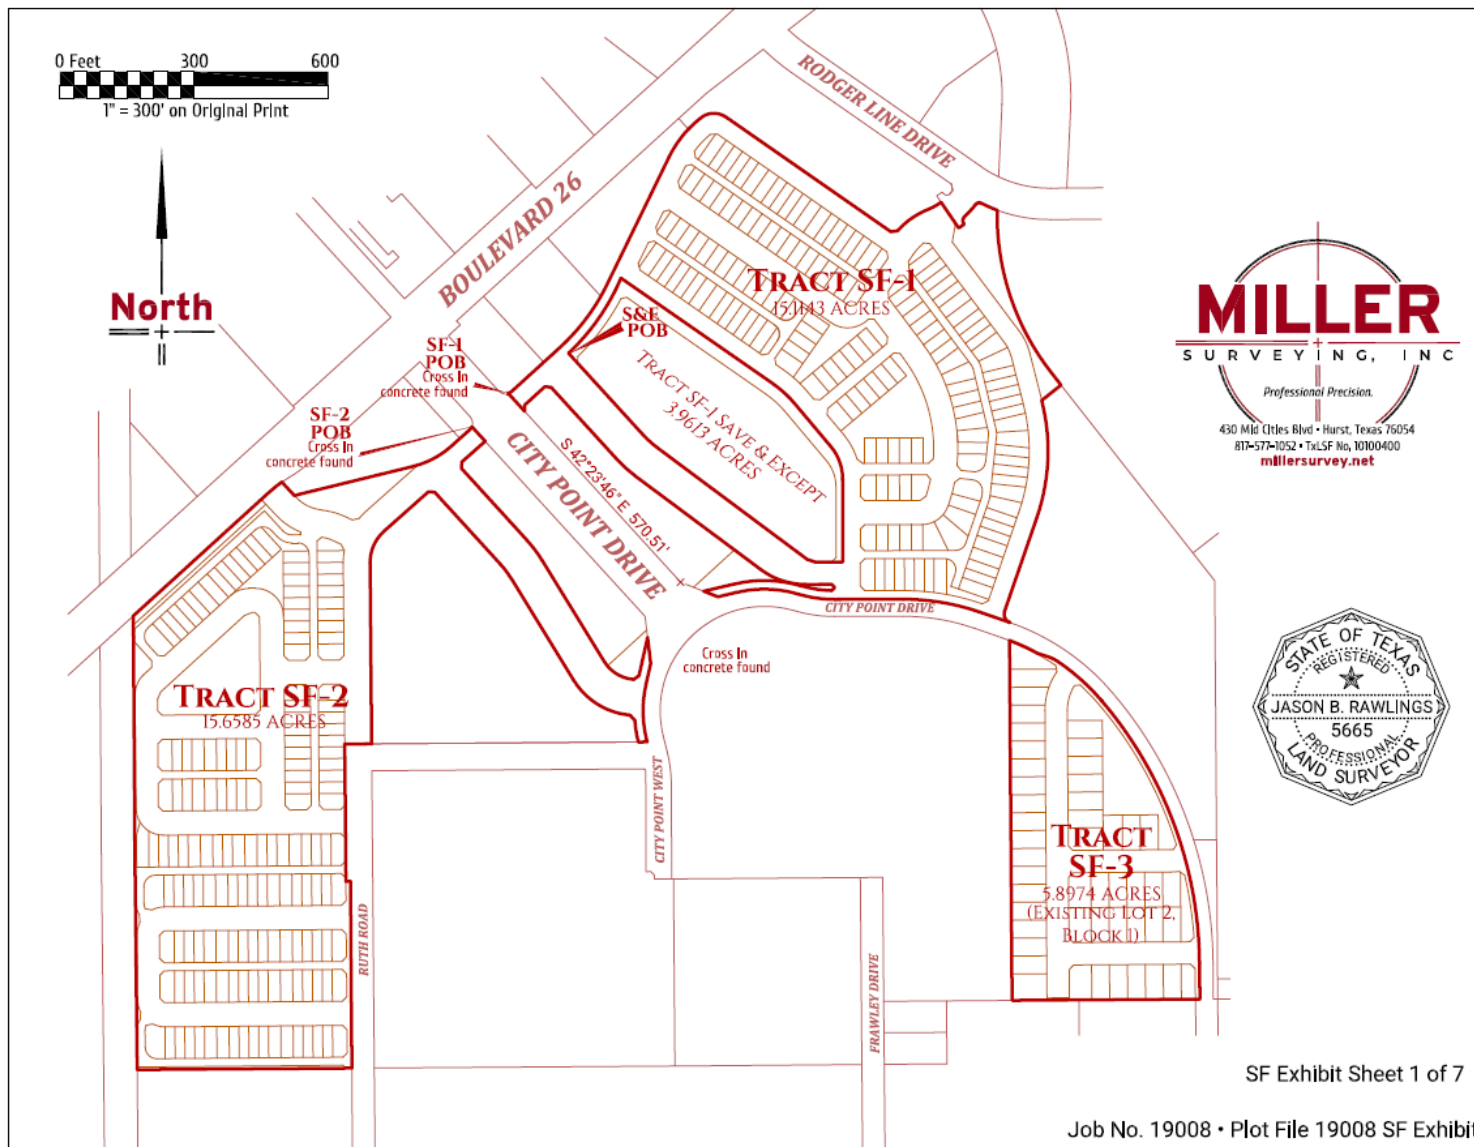 0 Feet 300 600
1" = 300' on Original Print
North
BOULEVARD 26
RODGER LINE DRIVE
TRACT SF-1
15.1143 ACRES
S&E
POB
SF-1
POB
Cross In
concrete found
TRACT SF-1 SAVE & EXCEPT
3.9613 ACRES
SF-2
POB
Cross In
concrete found
S 42°23'46" E 570.51'
CITY POINT DRIVE
CITY POINT DRIVE
Cross In
concrete found
TRACT SF-2
15.6585 ACRES
CITY POINT WEST
RUTH ROAD
FRAWLEY DRIVE
TRACT
SF-3
5.8974 ACRES
(EXISTING LOT 2,
BLOCK 1)
MILLER
SURVEYING, INC
Professional Precision.
430 Mid Cities Blvd • Hurst, Texas 76054
817-577-1052 • TxLSF No. 10100400
millersurvey.net
STATE OF TEXAS
REGISTERED
JASON B. RAWLINGS
5665
PROFESSIONAL
LAND SURVEYOR
SF Exhibit Sheet 1 of 7
Job No. 19008 • Plot File 19008 SF Exhibit